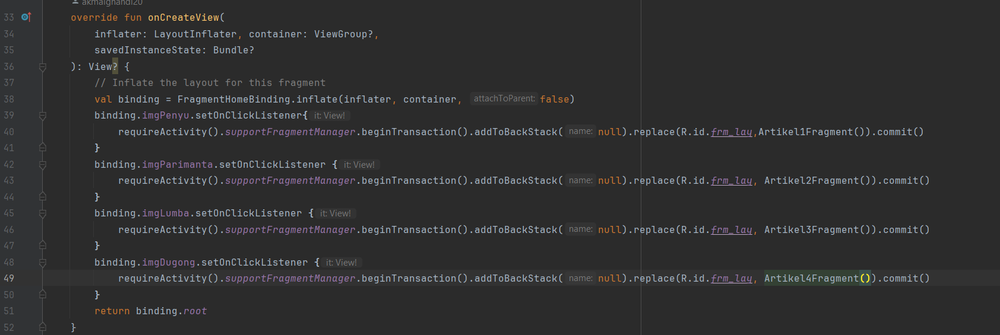 akmalghandi20
33 override fun onCreateView(
34 inflater: LayoutInflater, container: ViewGroup?,
35 savedInstanceState: Bundle?
36 ): View? {
37 // Inflate the layout for this fragment
38 val binding = FragmentHomeBinding.inflate(inflater, container, attachToParent: false)
39 binding.imgPenyu.setOnClickListener{ it: View!
40 requireActivity().supportFragmentManager.beginTransaction().addToBackStack( name: null).replace(R.id.frm_lay,Artikel1Fragment()).commit()
41 }
42 binding.imgParimanta.setOnClickListener { it: View!
43 requireActivity().supportFragmentManager.beginTransaction().addToBackStack( name: null).replace(R.id.frm_lay, Artikel2Fragment()).commit()
44 }
45 binding.imgLumba.setOnClickListener { it: View!
46 requireActivity().supportFragmentManager.beginTransaction().addToBackStack( name: null).replace(R.id.frm_lay, Artikel3Fragment()).commit()
47 }
48 binding.imgDugong.setOnClickListener { it: View!
49 requireActivity().supportFragmentManager.beginTransaction().addToBackStack( name: null).replace(R.id.frm_lay, Artikel4Fragment()).commit()
50 }
51 return binding.root
52 }